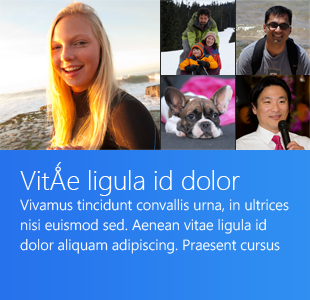 VitǺe ligula id dolor
Vivamus tincidunt convallis urna, in ultrices
nisi euismod sed. Aenean vitae ligula id
dolor aliquam adipiscing. Praesent cursus